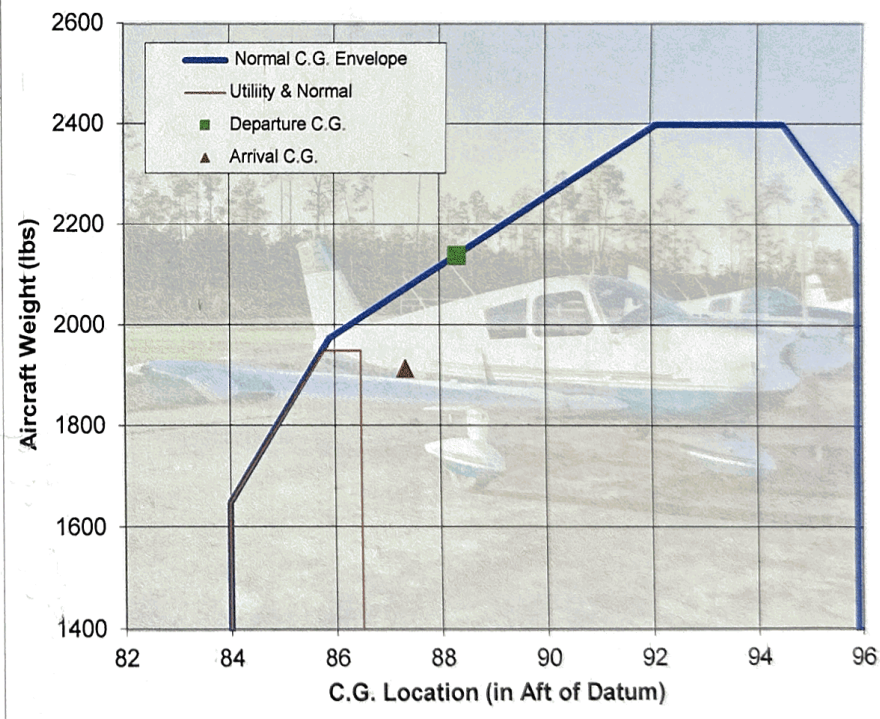 2600
2400
2200
2000
1800
1600
1400
Normal C.G. Envelope
Utiliity & Normal
Departure C.G.
Arrival C.G.
Aircraft Weight (lbs)
82 84 86 88 90 92 94 96
C.G. Location (in Aft of Datum)